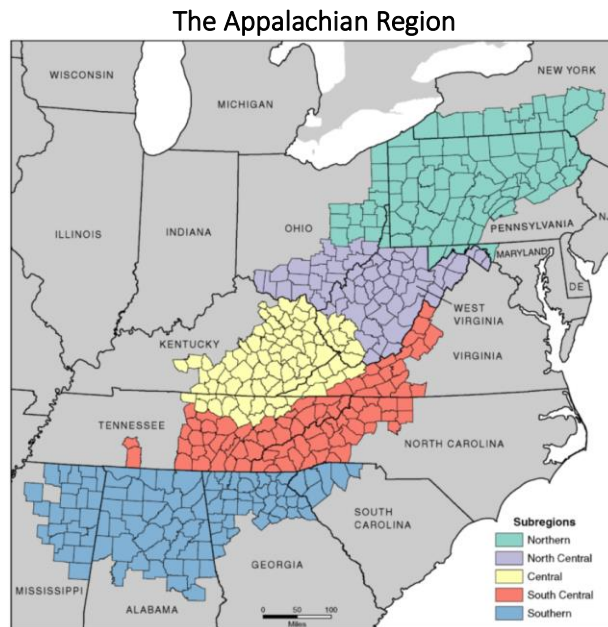 The Appalachian Region
WISCONSIN
MICHIGAN
NEW YORK
ILLINOIS
INDIANA
OHIO
PENNSYLVANIA
MARYLAND
DE
WEST
VIRGINIA
KENTUCKY
VIRGINIA
TENNESSEE
NORTH CAROLINA
SOUTH
CAROLINA
GEORGIA
MISSISSIPPI
ALABAMA
Subregions
Northern
North Central
Central
South Central
Southern
0 50 100
Miles